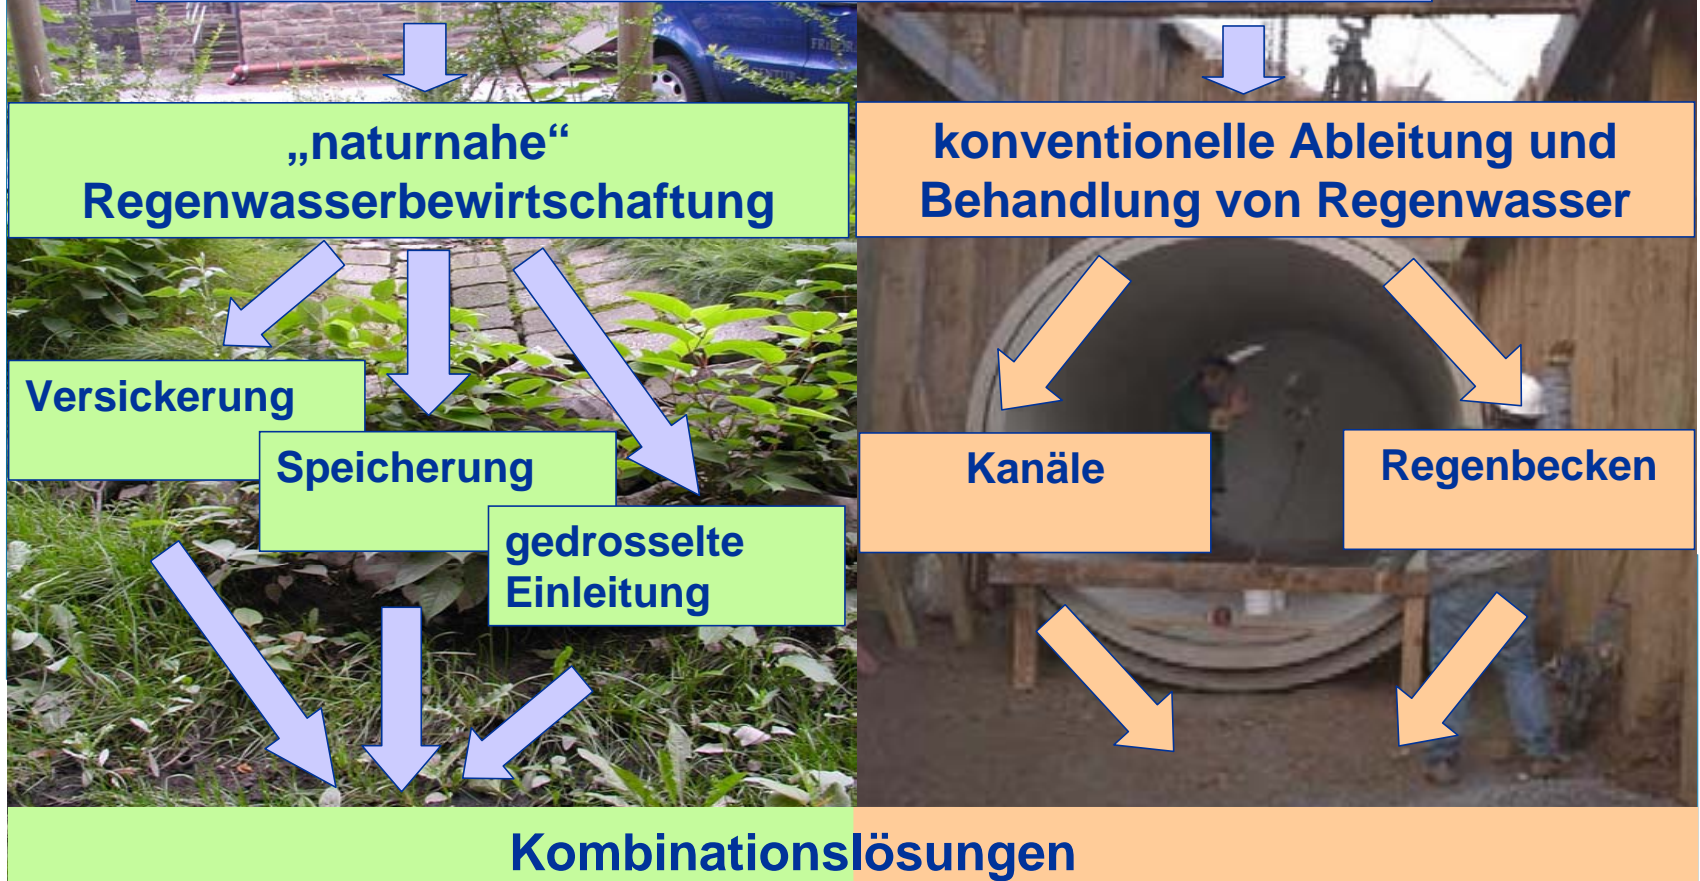 „naturnahe“
Regenwasserbewirtschaftung
konventionelle Ableitung und
Behandlung von Regenwasser
Versickerung
Speicherung
gedrosselte
Einleitung
Kanäle
Regenbecken
Kombinationslösungen